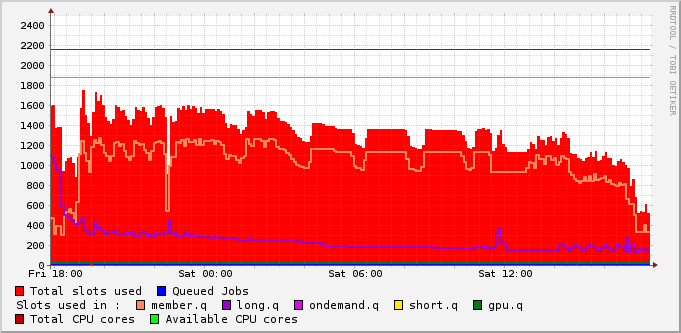 RRDTOOL / TOBI OETIKER
2400
2200
2000
1800
1600
1400
1200
1000
800
600
400
200
0
Fri 18:00 Sat 00:00 Sat 06:00 Sat 12:00
Total slots used Queued Jobs
Slots used in : member.q long.q ondemand.q short.q gpu.q
Total CPU cores Available CPU cores